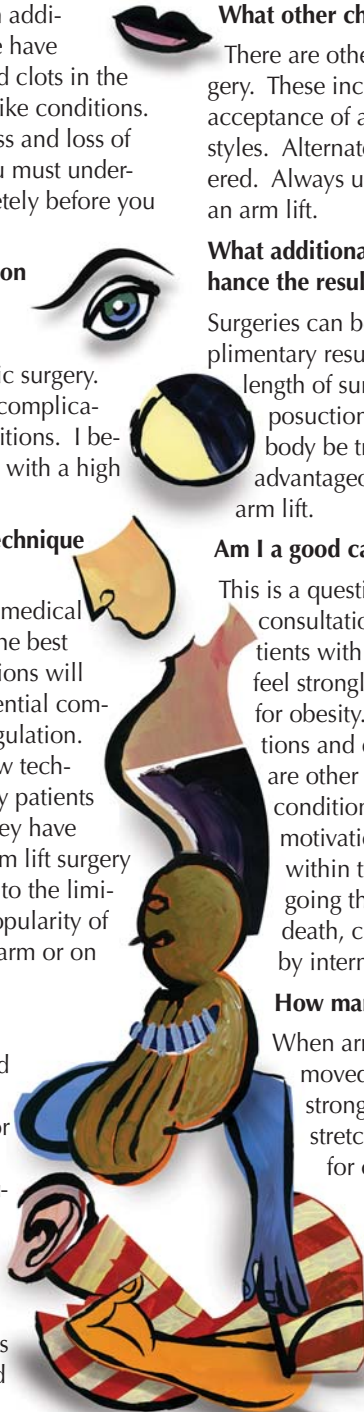 n addi-
e have
d clots in the
like conditions.
ss and loss of
u must under-
etely before you
on
ic surgery.
complica-
itions. I be-
with a high
echnique
medical
he best
ions will
ential com-
gulation.
w tech-
y patients
ey have
m lift surgery
to the limi-
opularity of
arm or on
d
or
-
s
d
What other ch
There are othe
gery. These inc
acceptance of a
styles. Alternate
ered. Always u
an arm lift.
What additiona
hance the resul
Surgeries can b
plimentary resu
length of sur
posuction
body be tr
advantaged
arm lift.
Am I a good ca
This is a questi
consultatio
tients with
feel strongl
for obesity.
tions and c
are other
condition
motivatio
within t
going th
death, c
by intern
How mar
When arr
moved
strong
stretc
for c